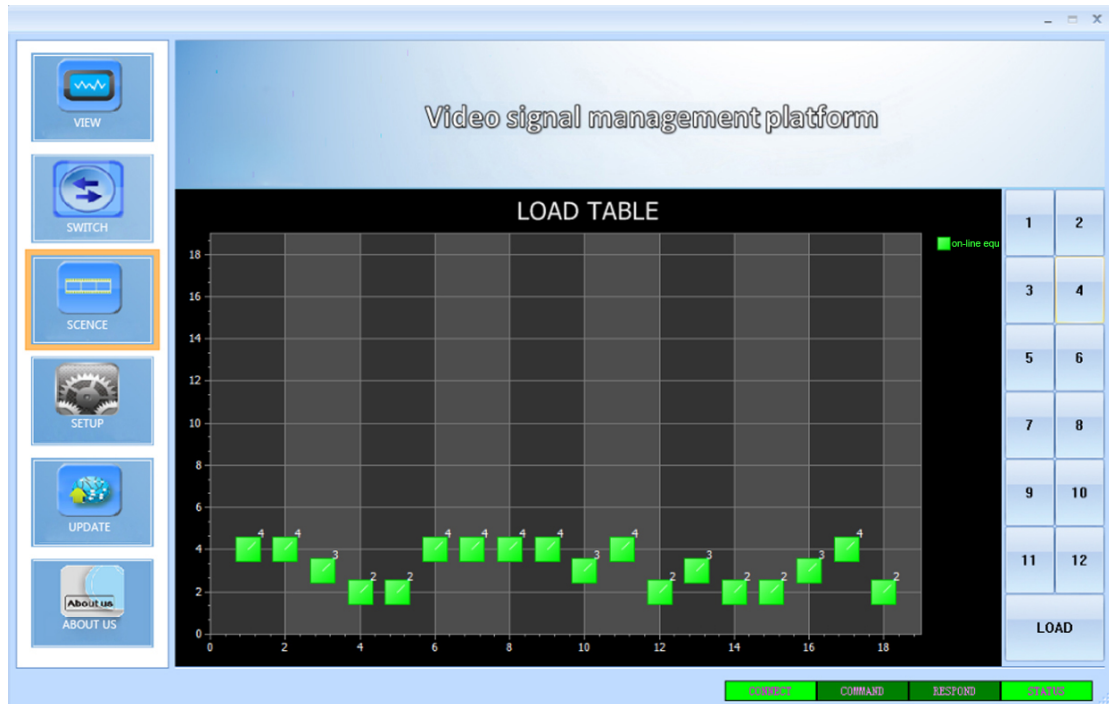 VIEW
SWITCH
SCENCE
SETUP
UPDATE
About us
ABOUT US
Video signal management platform
LOAD TABLE
on-line equ
18
16
14
12
10
8
6
4
2
0
4 4 3 2 2 4 4 4 4 3 4 2 3 2 2 3 4 2
0 2 4 6 8 10 12 14 16 18
1 2
3 4
5 6
7 8
9 10
11 12
LOAD
CONNECT COMMAND RESPOND STATUS